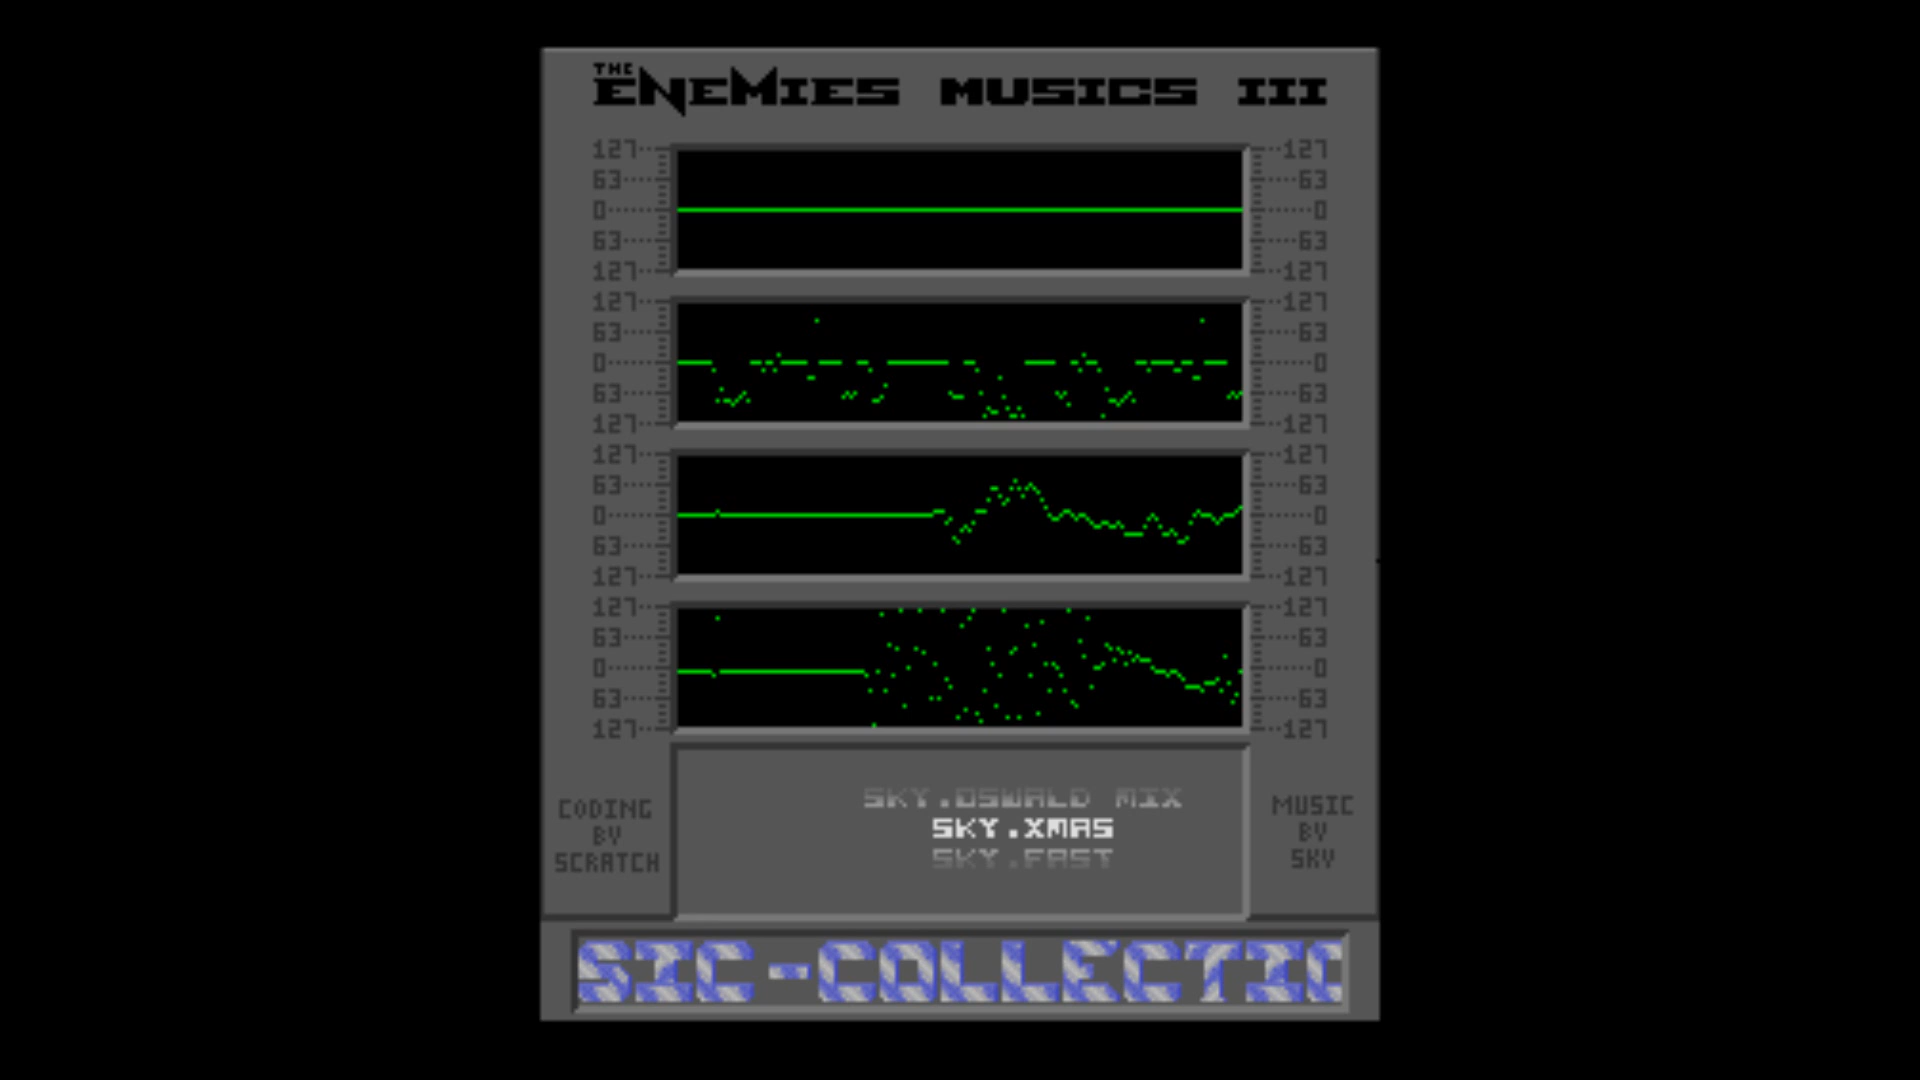 THE
ENEMIES MUSICS III
127 127
63 63
0 0
63 63
127 127
127 127
63 63
0 0
63 63
127 127
127 127
63 63
0 0
63 63
127 127
127 127
63 63
0 0
63 63
127 127
CODING
BY
SCRATCH
SKY.OSWALD MIX
SKY.XMAS
SKY.FAST
MUSIC
BY
SKY
SIC-COLLECTIO